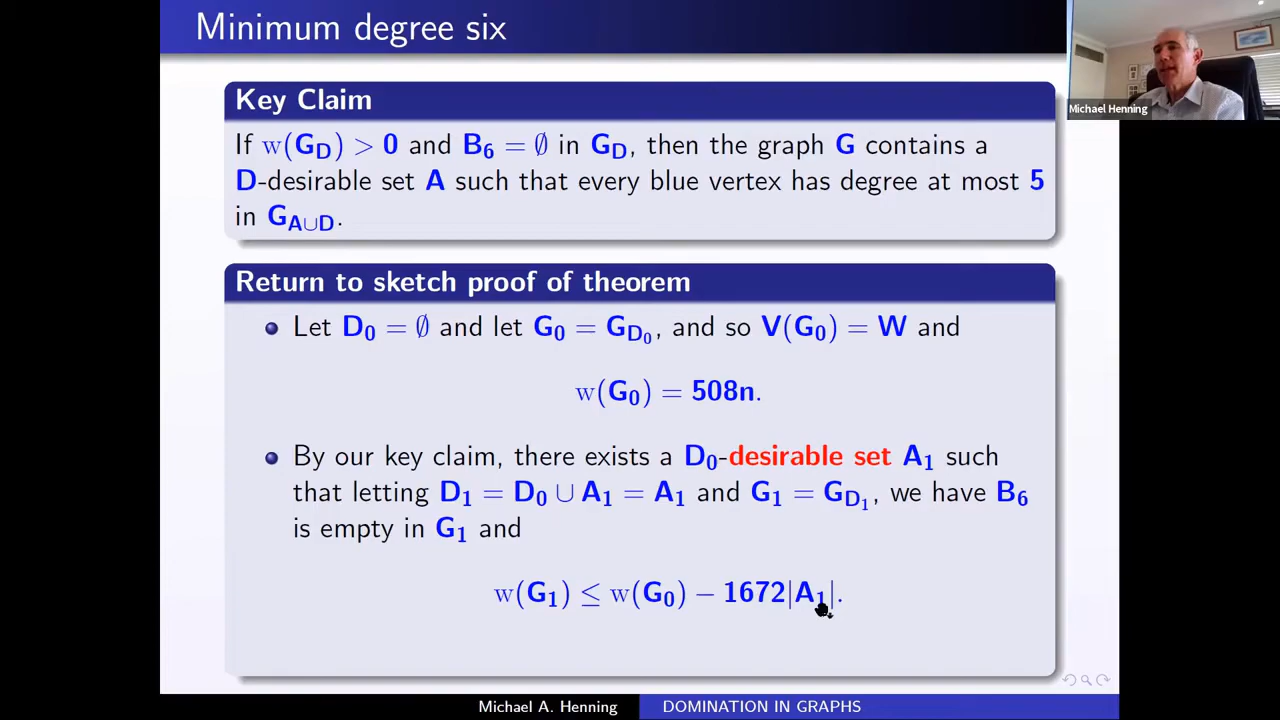 Minimum degree six
Michael Henning
Key Claim
If w(G_D) > 0 and B_6 = ∅ in G_D, then the graph G contains a
D-desirable set A such that every blue vertex has degree at most 5
in G_{A∪D}.
Return to sketch proof of theorem
Let D_0 = ∅ and let G_0 = G_{D_0}, and so V(G_0) = W and
w(G_0) = 508n.
By our key claim, there exists a D_0-desirable set A_1 such
that letting D_1 = D_0 ∪ A_1 = A_1 and G_1 = G_{D_1}, we have B_6
is empty in G_1 and
w(G_1) ≤ w(G_0) − 1672|A_1|.
Michael A. Henning
DOMINATION IN GRAPHS